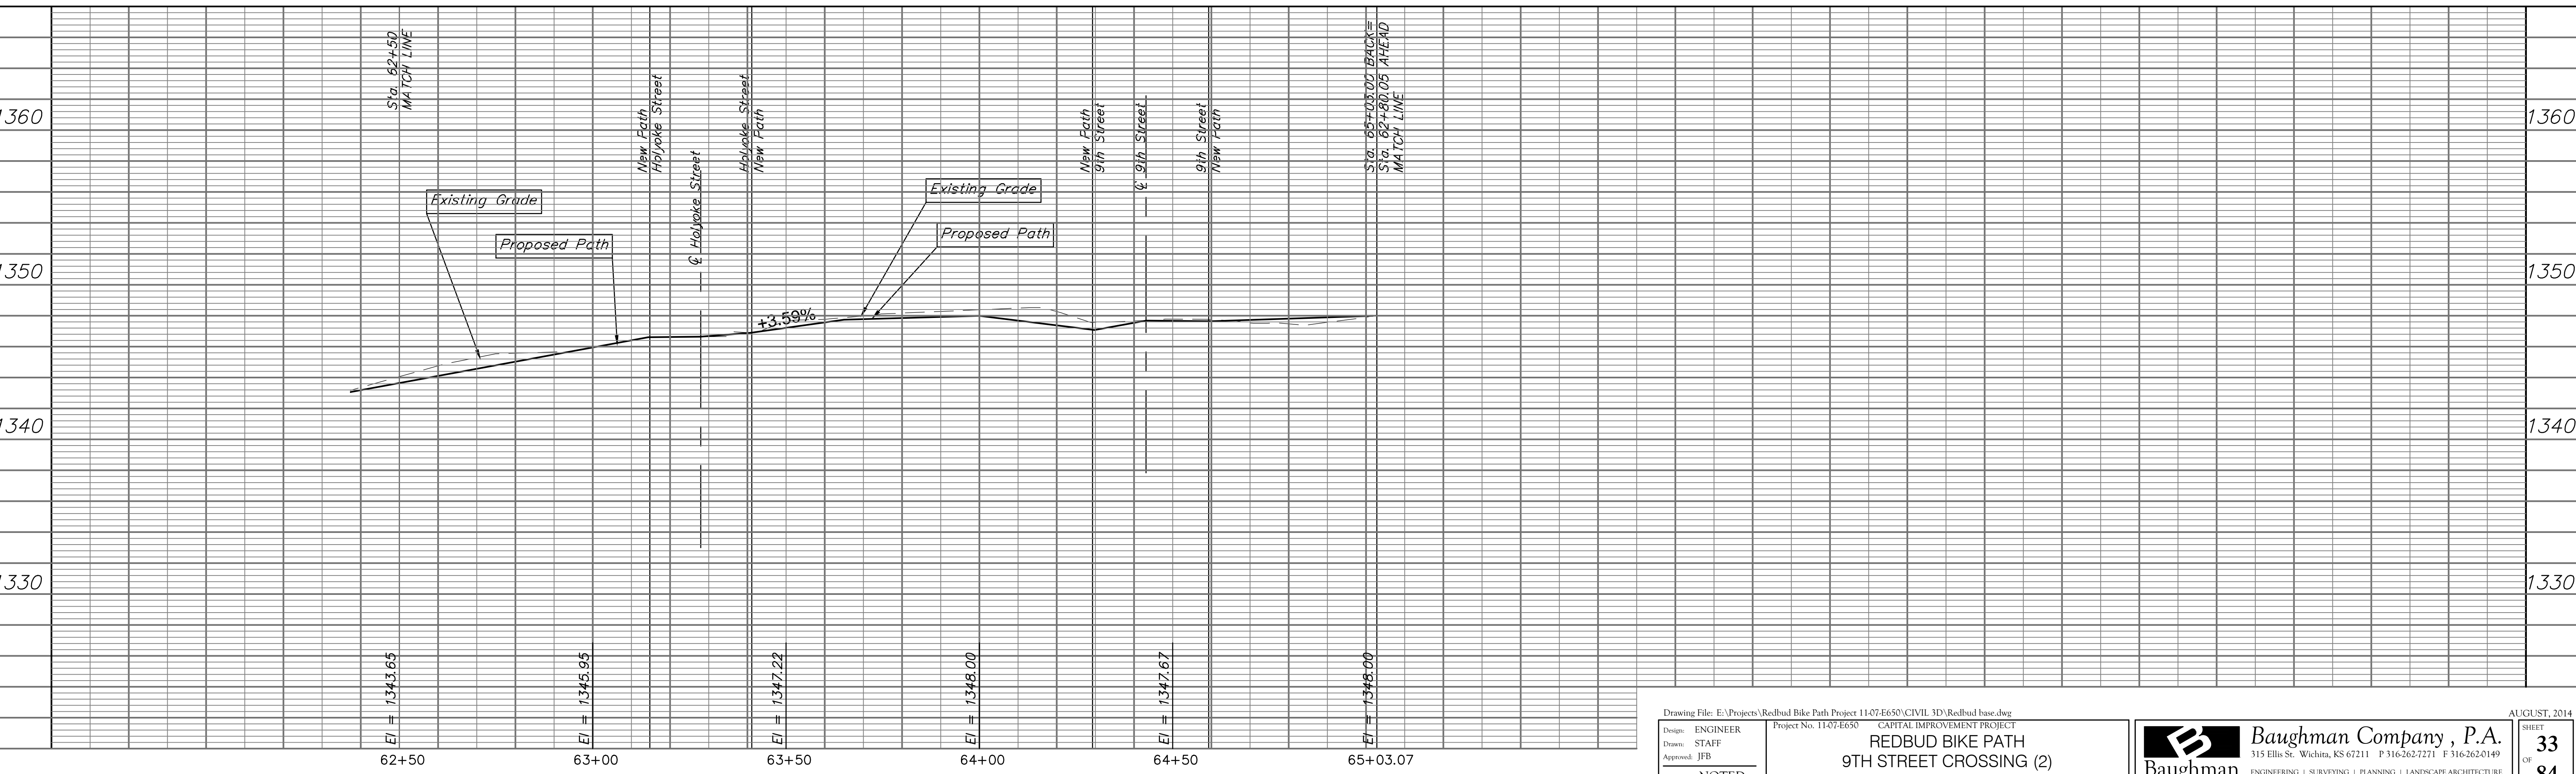 Sta. 62+50
MATCH LINE
New Path
Holyoke Street
℄ Holyoke Street
Holyoke Street
New Path
New Path
9th Street
℄ 9th Street
9th Street
New Path
Sta. 65+03.00 BACK=
Sta. 62+80.05 AHEAD
MATCH LINE
1360
1360
1350
1350
1340
1340
1330
1330
Existing Grade
Proposed Path
+3.59%
Existing Grade
Proposed Path
El = 1343.65
El = 1345.95
El = 1347.22
El = 1348.00
El = 1347.67
El = 1348.00
62+50
63+00
63+50
64+00
64+50
65+03.07
Drawing File: E:\Projects\Redbud Bike Path Project 11-07-E650\CIVIL 3D\Redbud base.dwg
AUGUST, 2014
Design: ENGINEER
Drawn: STAFF
Approved: JFB
NOTED
Project No. 11-07-E650
CAPITAL IMPROVEMENT PROJECT
REDBUD BIKE PATH
9TH STREET CROSSING (2)
B
Baughman
Baughman Company , P.A.
315 Ellis St. Wichita, KS 67211 P 316-262-7271 F 316-262-0149
ENGINEERING | SURVEYING | PLANNING | LANDSCAPE ARCHITECTURE
SHEET
33
OF
84